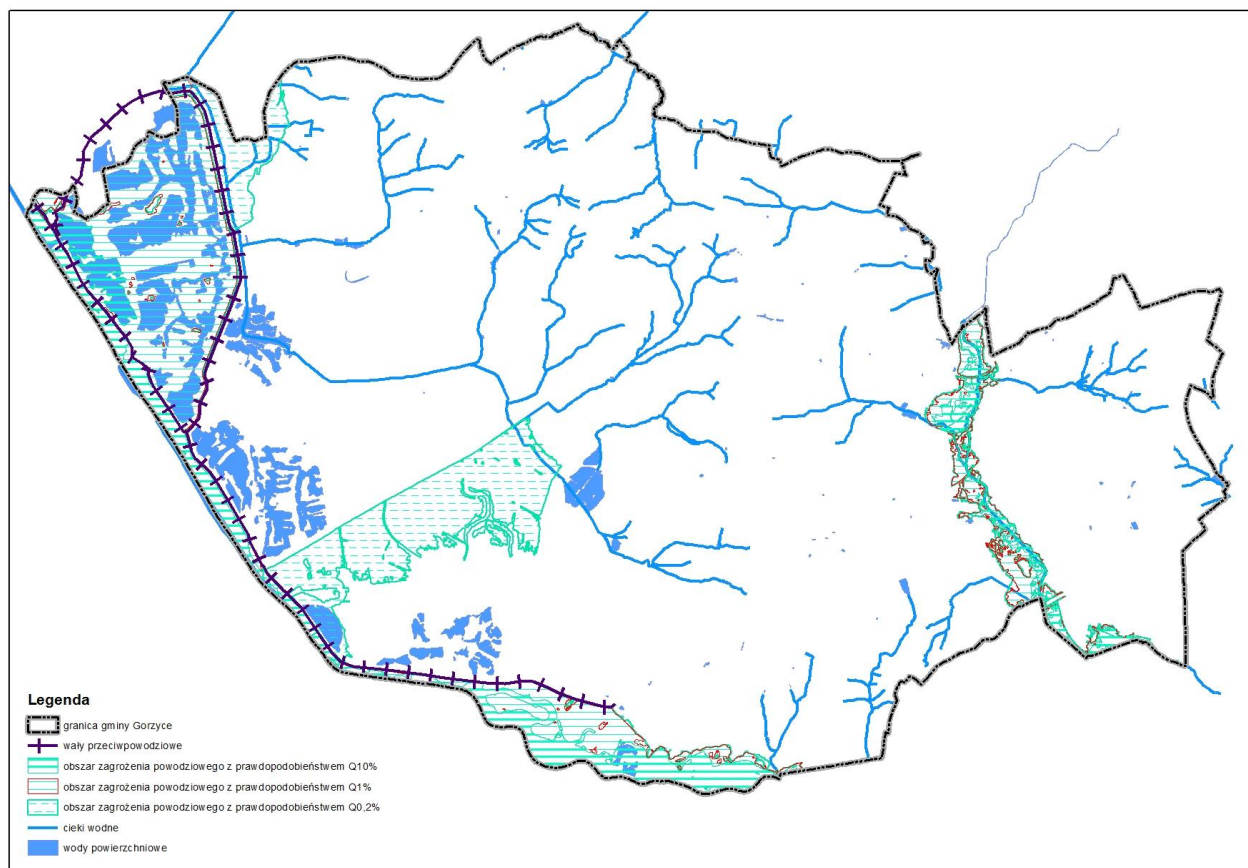 Legenda
granica gminy Gorzyce
wały przeciwpowodziowe
obszar zagrożenia powodziowego z prawdopodobieństwem Q10%
obszar zagrożenia powodziowego z prawdopodobieństwem Q1%
obszar zagrożenia powodziowego z prawdopodobieństwem Q0,2%
cieki wodne
wody powierzchniowe